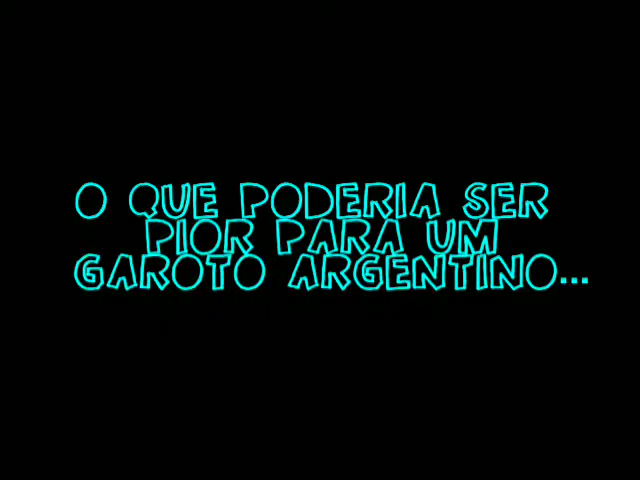 O QUE PODERIA SER
PIOR PARA UM
GAROTO ARGENTINO...